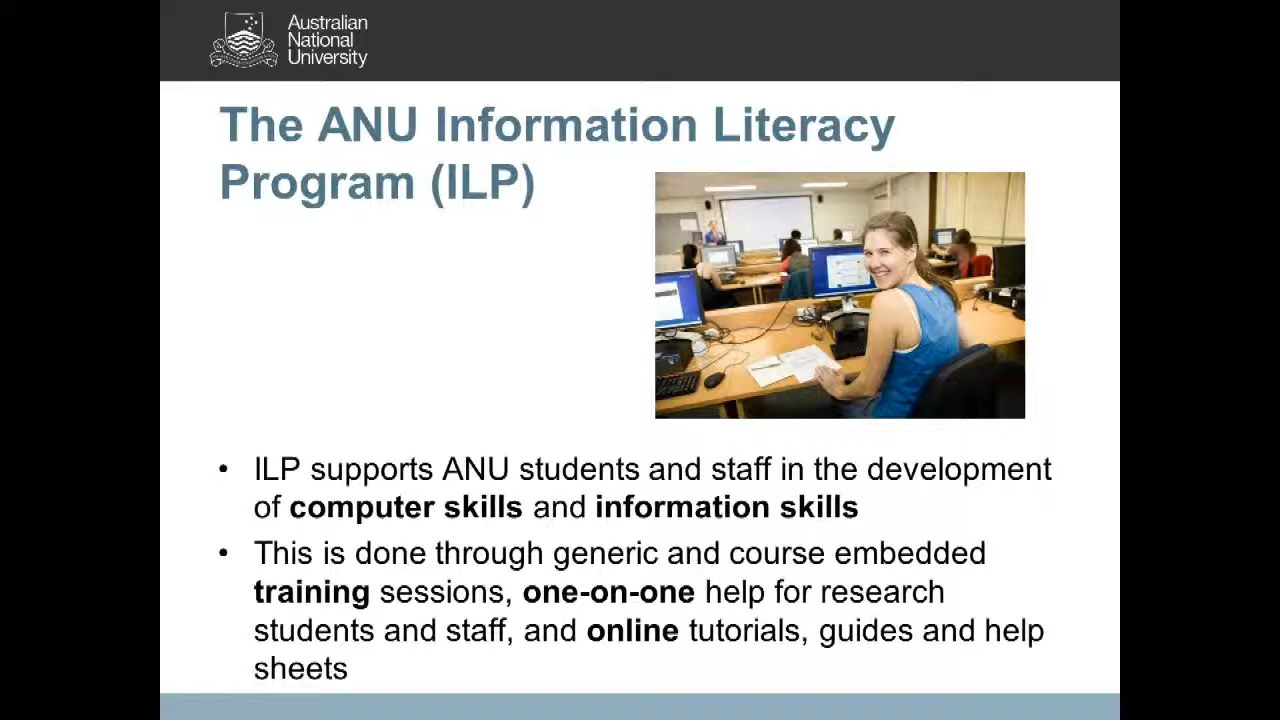 Australian
National
University
The ANU Information Literacy
Program (ILP)
• ILP supports ANU students and staff in the development
of computer skills and information skills
• This is done through generic and course embedded
training sessions, one-on-one help for research
students and staff, and online tutorials, guides and help
sheets